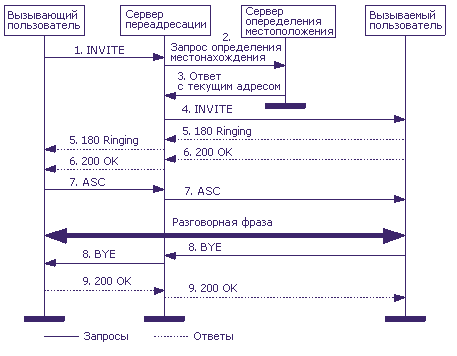 Вызывающий
пользователь
Сервер
переадресации
Сервер
определения
местоположения
Вызываемый
пользователь
1. INVITE
2.
Запрос определения
местонахождения
3. Ответ
с текущим адресом
4. INVITE
5. 180 Ringing
5. 180 Ringing
6. 200 OK
6. 200 OK
7. ASC
7. ASC
Разговорная фраза
8. BYE
8. BYE
9. 200 OK
9. 200 OK
Запросы
Ответы